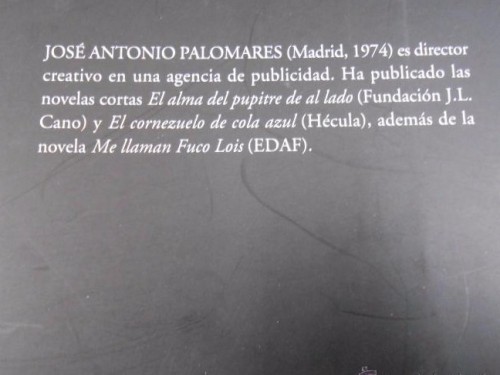 JOSÉ ANTONIO PALOMARES (Madrid, 1974) es director
creativo en una agencia de publicidad. Ha publicado las
novelas cortas El alma del pupitre de al lado (Fundación J.L.
Cano) y El cornezuelo de cola azul (Hécula), además de la
novela Me llaman Fuco Lois (EDAF).